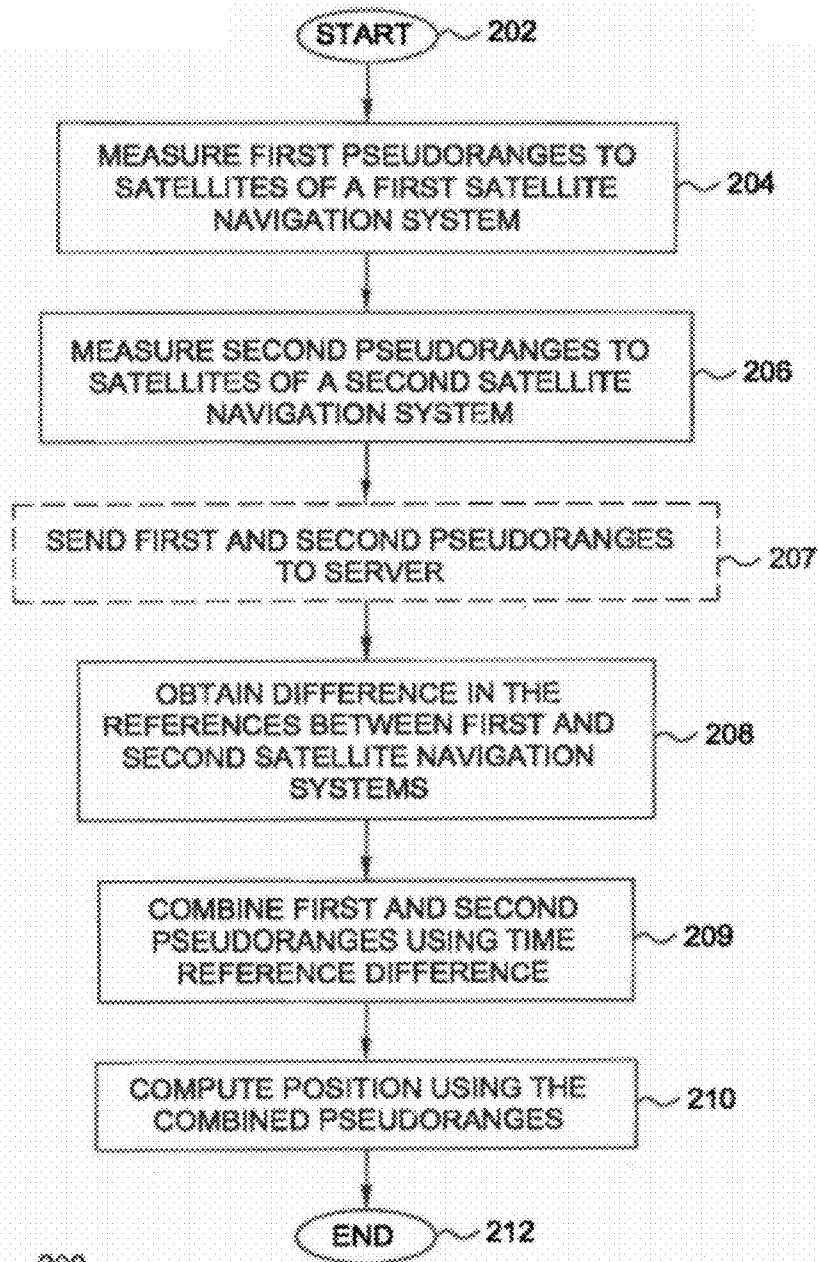 START 202
MEASURE FIRST PSEUDORANGES TO
SATELLITES OF A FIRST SATELLITE
NAVIGATION SYSTEM
204
MEASURE SECOND PSEUDORANGES TO
SATELLITES OF A SECOND SATELLITE
NAVIGATION SYSTEM
206
SEND FIRST AND SECOND PSEUDORANGES
TO SERVER
207
OBTAIN DIFFERENCE IN THE
REFERENCES BETWEEN FIRST AND
SECOND SATELLITE NAVIGATION
SYSTEMS
208
COMBINE FIRST AND SECOND
PSEUDORANGES USING TIME
REFERENCE DIFFERENCE
209
COMPUTE POSITION USING THE
COMBINED PSEUDORANGES
210
END 212